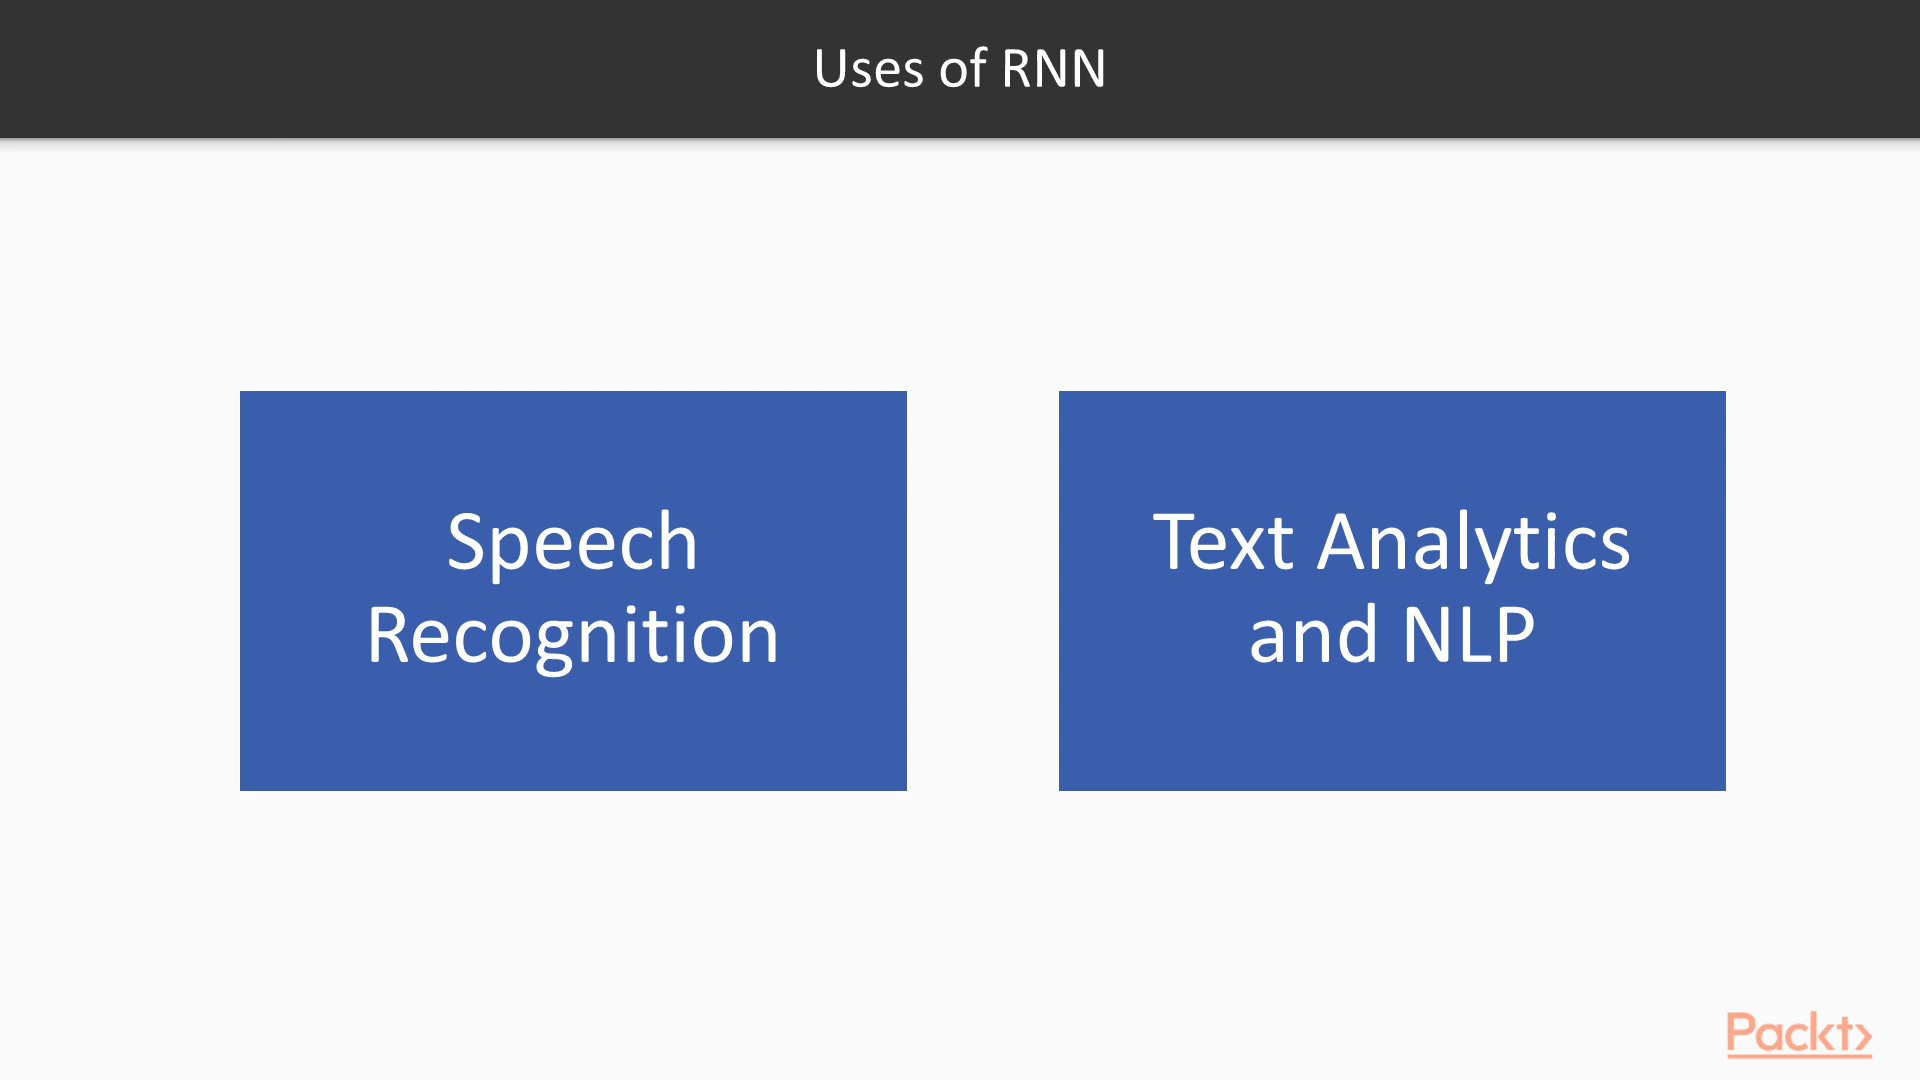 Uses of RNN
Speech
Recognition
Text Analytics
and NLP
Packt>